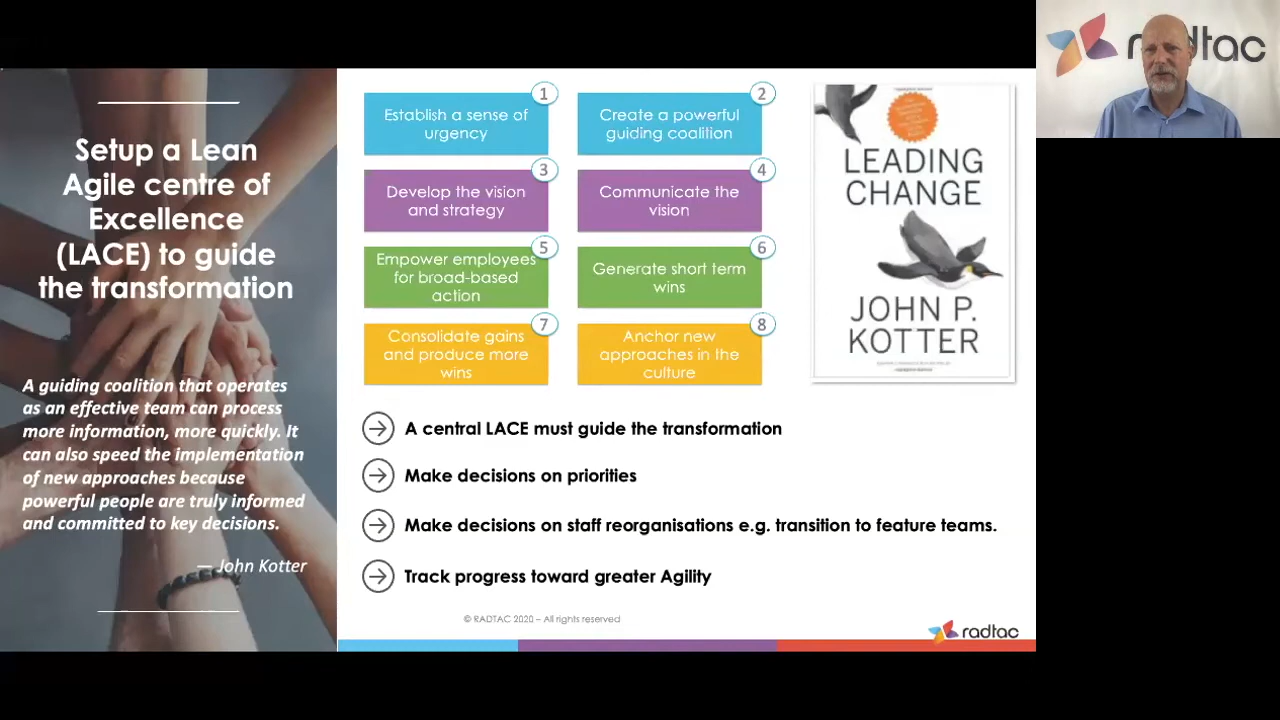 Setup a Lean
Agile centre of
Excellence
(LACE) to guide
the transformation
A guiding coalition that operates
as an effective team can process
more information, more quickly. It
can also speed the implementation
of new approaches because
powerful people are truly informed
and committed to key decisions.
— John Kotter
1
Establish a sense of
urgency
2
Create a powerful
guiding coalition
3
Develop the vision
and strategy
4
Communicate the
vision
5
Empower employees
for broad-based
action
6
Generate short term
wins
7
Consolidate gains
and produce more
wins
8
Anchor new
approaches in the
culture
LEADING
CHANGE
JOHN P.
KOTTER
A central LACE must guide the transformation
Make decisions on priorities
Make decisions on staff reorganisations e.g. transition to feature teams.
Track progress toward greater Agility
© RADTAC 2020 – All rights reserved
radtac